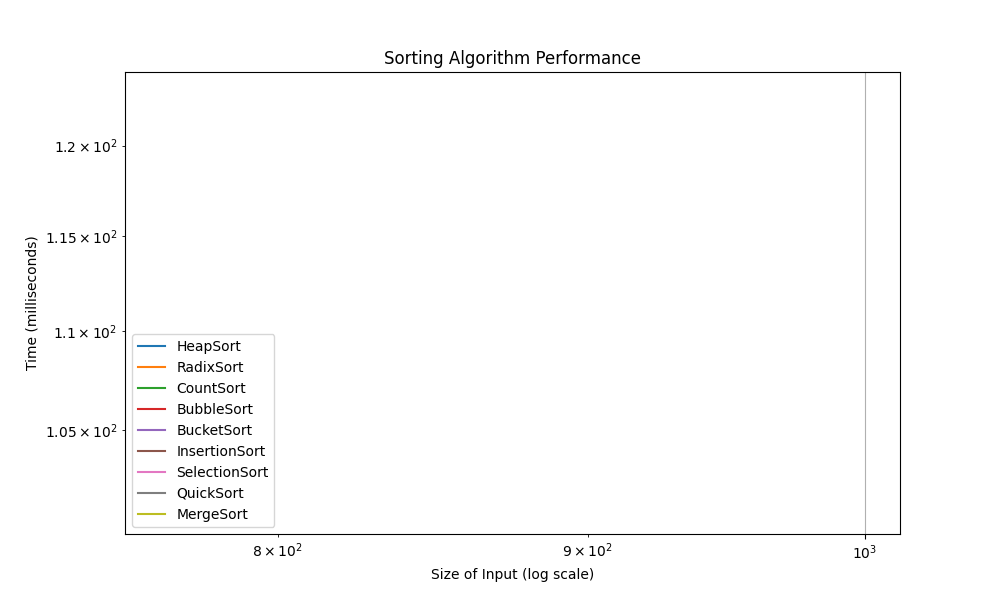 Sorting Algorithm Performance
1.2 × 10²
1.15 × 10²
1.1 × 10²
1.05 × 10²
Time (milliseconds)
HeapSort
RadixSort
CountSort
BubbleSort
BucketSort
InsertionSort
SelectionSort
QuickSort
MergeSort
8 × 10² 9 × 10² 10³
Size of Input (log scale)